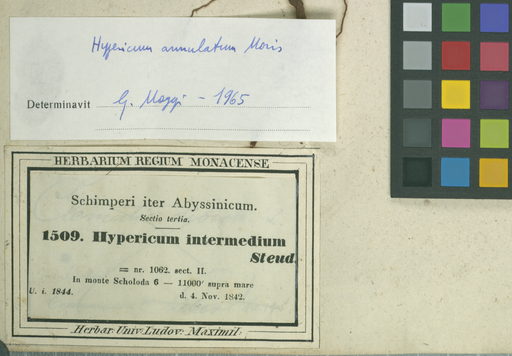 Hypericum annulatum Moris
Determinavit G. Moggi – 1965
HERBARIUM REGIUM MONACENSE
Schimperi iter Abyssinicum.
Sectio tertia.
1509. Hypericum intermedium
Steud.
= nr. 1062. sect. II.
In monte Scholoda 6 — 11000' supra mare
U. i. 1844. d. 4. Nov. 1842.
Herbar. Univ. Ludov. Maximil.